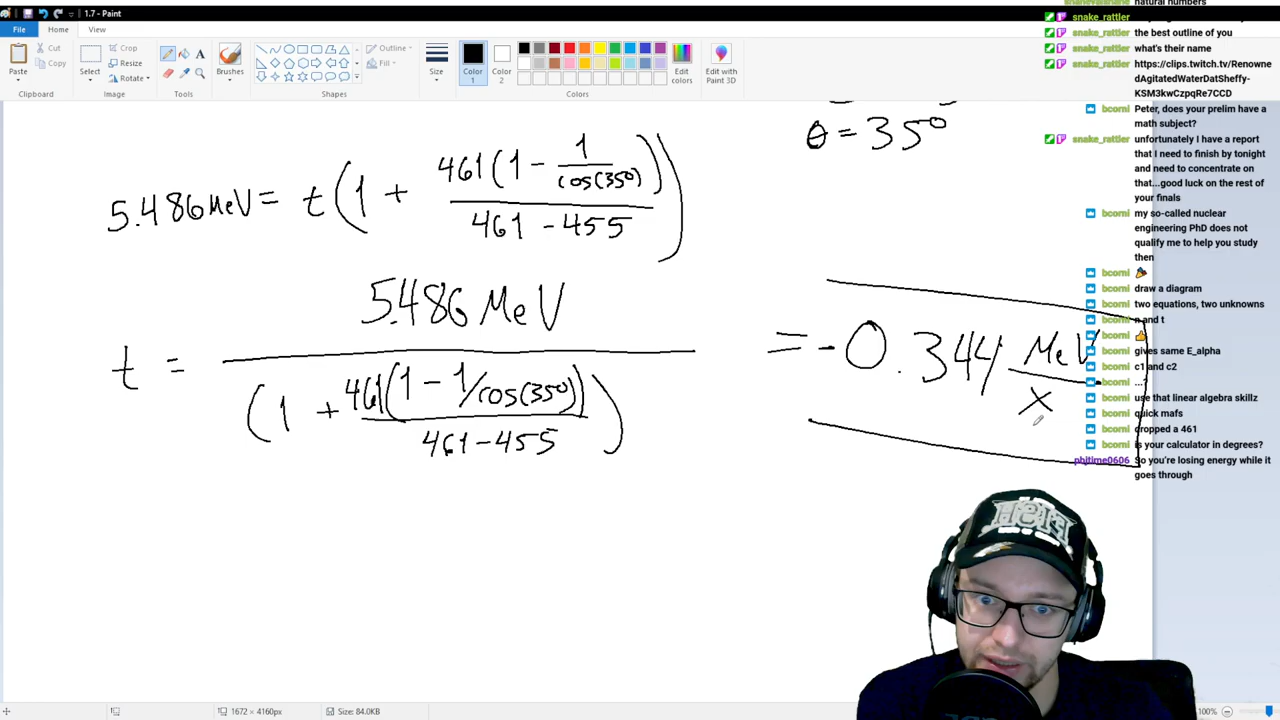 1.7 - Paint
File
Home
View
Paste
Cut
Copy
Clipboard
Select
Crop
Resize
Rotate
Image
Tools
Brushes
Shapes
Outline
Fill
Size
Color 1
Color 2
Colors
Edit colors
Edit with Paint 3D
θ = 35°
5.486MeV = t(1 + 461(1 - 1/cos(35°))/461 - 455)
t = 5.486 MeV/(1 + 461(1 - 1/cos(35°))/461-455) = -0.344 MeV/x
natural numbers
snake_rattler
snake_rattler the best outline of you
snake_rattler what's their name
snake_rattler https://clips.twitch.tv/Renowne
dAgitatedWaterDatSheffy-
KSM3kwCzpqRe7CCD
bcorni Peter, does your prelim have a
math subject?
snake_rattler unfortunately I have a report
that I need to finish by tonight
and need to concentrate on
that...good luck on the rest of
your finals
bcorni my so-called nuclear
engineering PhD does not
qualify me to help you study
then
bcorni
bcorni draw a diagram
bcorni two equations, two unknowns
bcorni n and t
bcorni
bcorni gives same E_alpha
bcorni c1 and c2
bcorni ...?
bcorni use that linear algebra skillz
bcorni quick mafs
bcorni dropped a 461
bcorni is your calculator in degrees?
phjtime0606 So you're losing energy while it
goes through
1672 × 4160px
Size: 84.0KB
100%